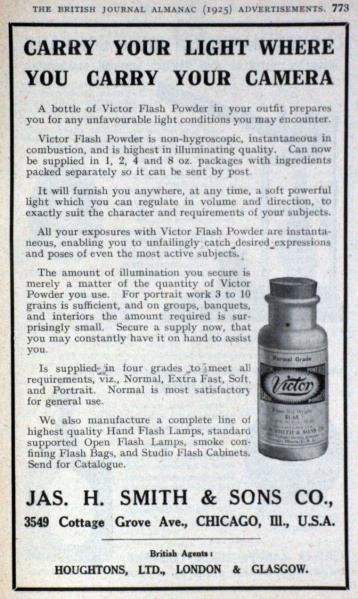 THE BRITISH JOURNAL ALMANAC (1925) ADVERTISEMENTS. 773
CARRY YOUR LIGHT WHERE
YOU CARRY YOUR CAMERA
A bottle of Victor Flash Powder in your outfit prepares
you for any unfavourable light conditions you may encounter.
Victor Flash Powder is non-hygroscopic, instantaneous in
combustion, and is highest in illuminating quality. Can now
be supplied in 1, 2, 4 and 8 oz. packages with ingredients
packed separately so it can be sent by post.
It will furnish you anywhere, at any time, a soft powerful
light which you can regulate in volume and direction, to
exactly suit the character and requirements of your subjects.
All your exposures with Victor Flash Powder are instanta-
neous, enabling you to unfailingly catch desired expressions
and poses of even the most active subjects.
The amount of illumination you secure is
merely a matter of the quantity of Victor
Powder you use. For portrait work 3 to 10
grains is sufficient, and on groups, banquets,
and interiors the amount required is sur-
prisingly small. Secure a supply now, that
you may constantly have it on hand to assist
you.
Is supplied in four grades to meet all
requirements, viz., Normal, Extra Fast, Soft,
and Portrait. Normal is most satisfactory
for general use.
We also manufacture a complete line of
highest quality Hand Flash Lamps, standard
supported Open Flash Lamps, smoke con-
fining Flash Bags, and Studio Flash Cabinets.
Send for Catalogue.
Normal Grade
Victor
J. H. SMITH & SONS CO.
JAS. H. SMITH & SONS CO.,
3549 Cottage Grove Ave., CHICAGO, Ill., U.S.A.
British Agents:
HOUGHTONS, LTD., LONDON & GLASGOW.